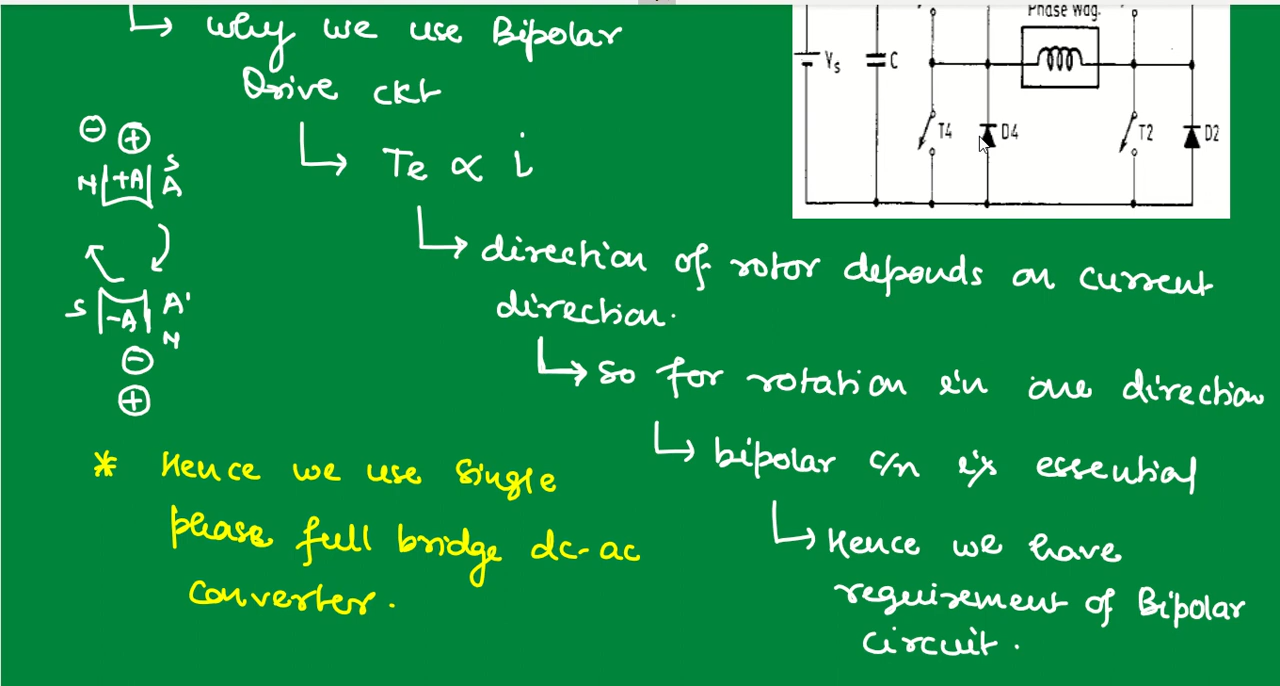 ↳ why we use Bipolar
Drive ckt
↳ Te ∝ i
↳ direction of rotor depends on current
direction.
↳ so for rotation in one direction
↳ bipolar c/n is essential
↳ Hence we have
requirement of Bipolar
circuit.
⊖ ⊕
N +A S
A
S -A A'
N
⊖
⊕
* Hence we use single
phase full bridge dc-ac
converter.
Phase Wdg.
Vs C
T4 D4 T2 D2